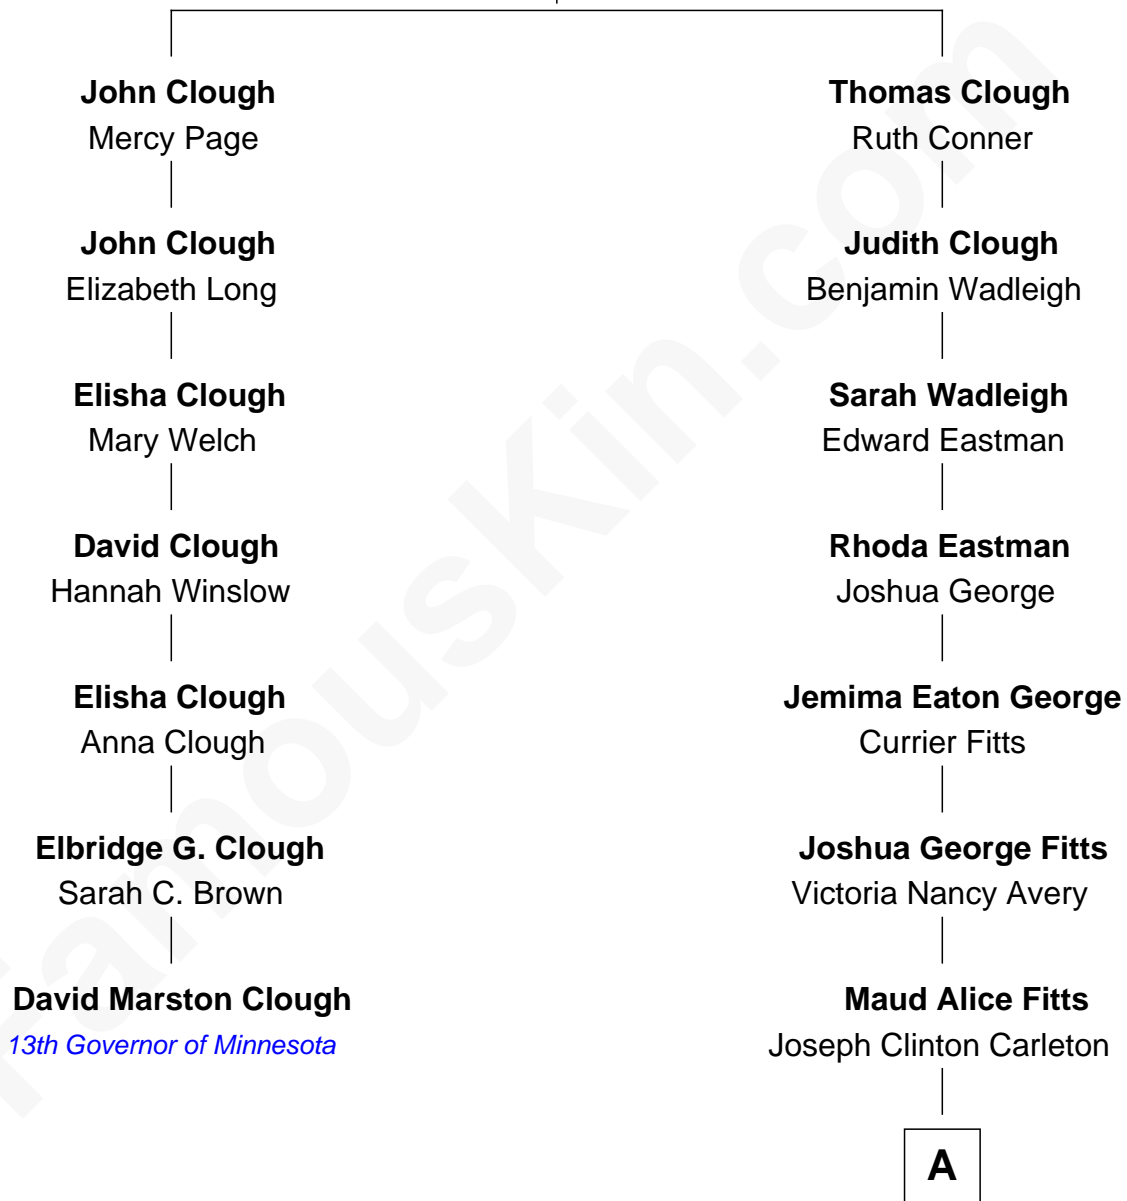 John Clough
Mercy Page
John Clough
Elizabeth Long
Elisha Clough
Mary Welch
David Clough
Hannah Winslow
Elisha Clough
Anna Clough
Elbridge G. Clough
Sarah C. Brown
David Marston Clough
13th Governor of Minnesota
Thomas Clough
Ruth Conner
Judith Clough
Benjamin Wadleigh
Sarah Wadleigh
Edward Eastman
Rhoda Eastman
Joshua George
Jemima Eaton George
Currier Fitts
Joshua George Fitts
Victoria Nancy Avery
Maud Alice Fitts
Joseph Clinton Carleton
A
FamousKin.com